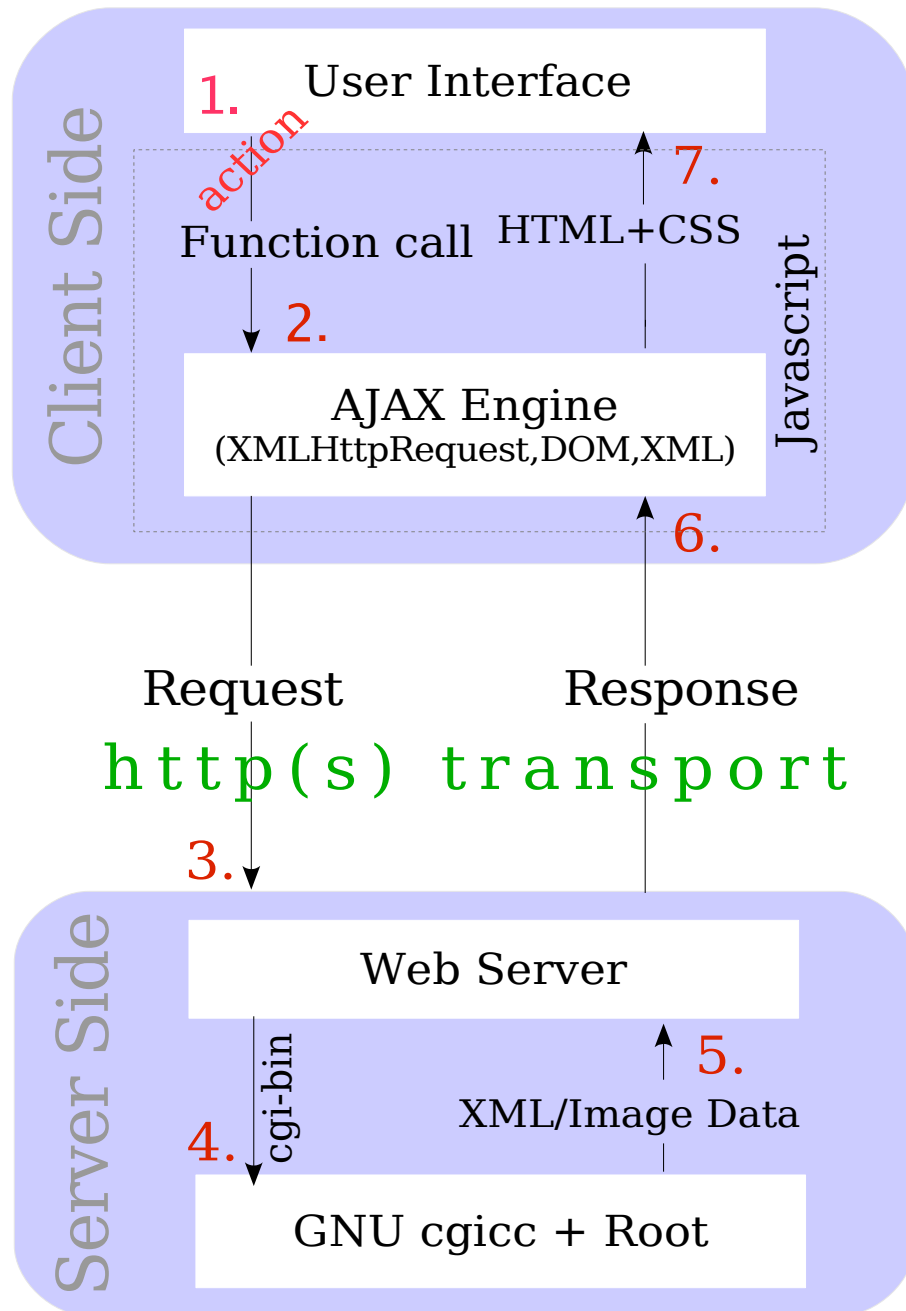 Client Side
User Interface
1.
action
7.
Function call
HTML+CSS
2.
Javascript
AJAX Engine
(XMLHttpRequest,DOM,XML)
6.
Request
Response
http(s) transport
3.
Server Side
Web Server
cgi-bin
5.
XML/Image Data
4.
GNU cgicc + Root